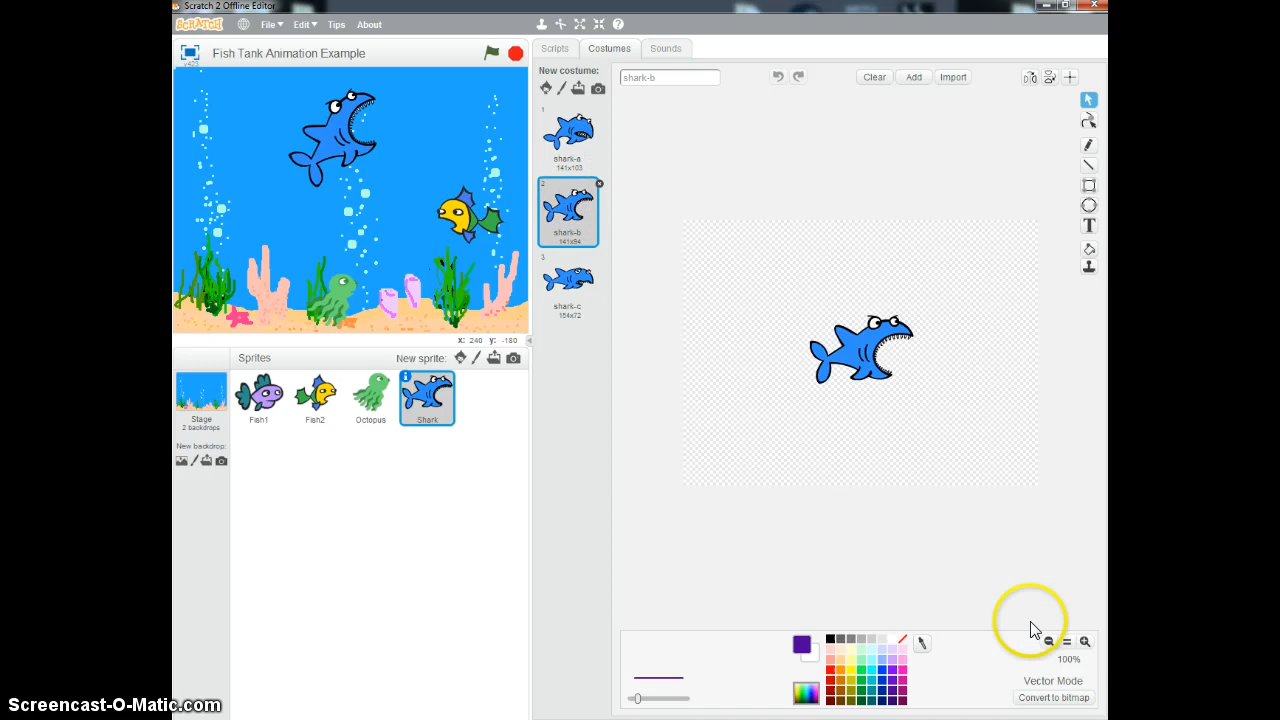 Scratch 2 Offline Editor
SCRATCH File Edit Tips About
Fish Tank Animation Example
Scripts Costumes Sounds
New costume:
shark-b
Clear Add Import
1
shark-a
141x103
2
shark-b
141x94
3
shark-c
154x72
x: 240 y: -180
Sprites New sprite:
Fish1 Fish2 Octopus Shark
Stage
2 backdrops
New backdrop:
100%
Vector Mode
Convert to bitmap
Screencast-O-Matic.com